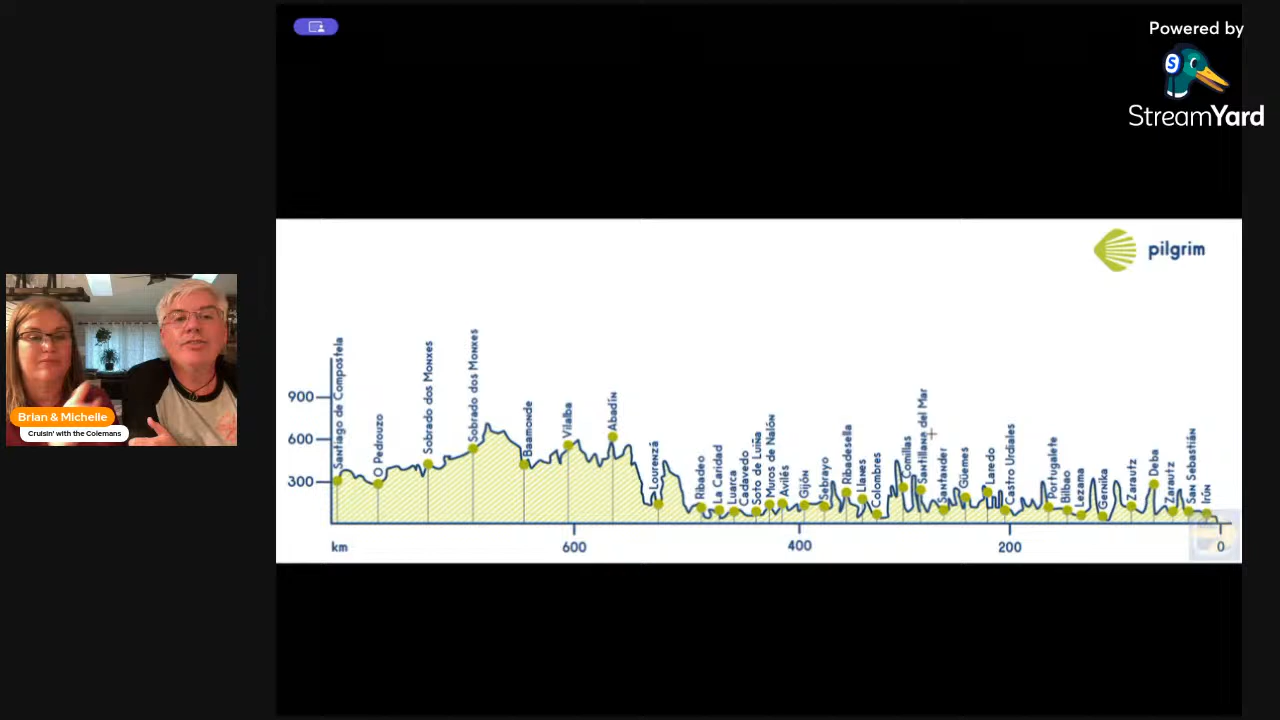 Powered by
StreamYard
pilgrim
Santiago de Compostela
O Pedrouzo
Sobrado dos Monxes
Sobrado dos Monxes
Baamonde
Vilalba
Abadín
Lourenzá
Ribadeo
La Caridad
Luarca
Cadavedo
Soto de Luiña
Muros de Nalón
Avilés
Gijón
Sebrayo
Ribadesella
Llanes
Colombres
Comillas
Santillana del Mar
Santander
Güemes
Laredo
Castro Urdiales
Portugalete
Bilbao
Lezama
Gernika
Zarautz
Deba
Zarautz
San Sebastián
Irún
900
600
300
km
600
400
200
0
Brian & Michelle
Cruisin' with the Colemans